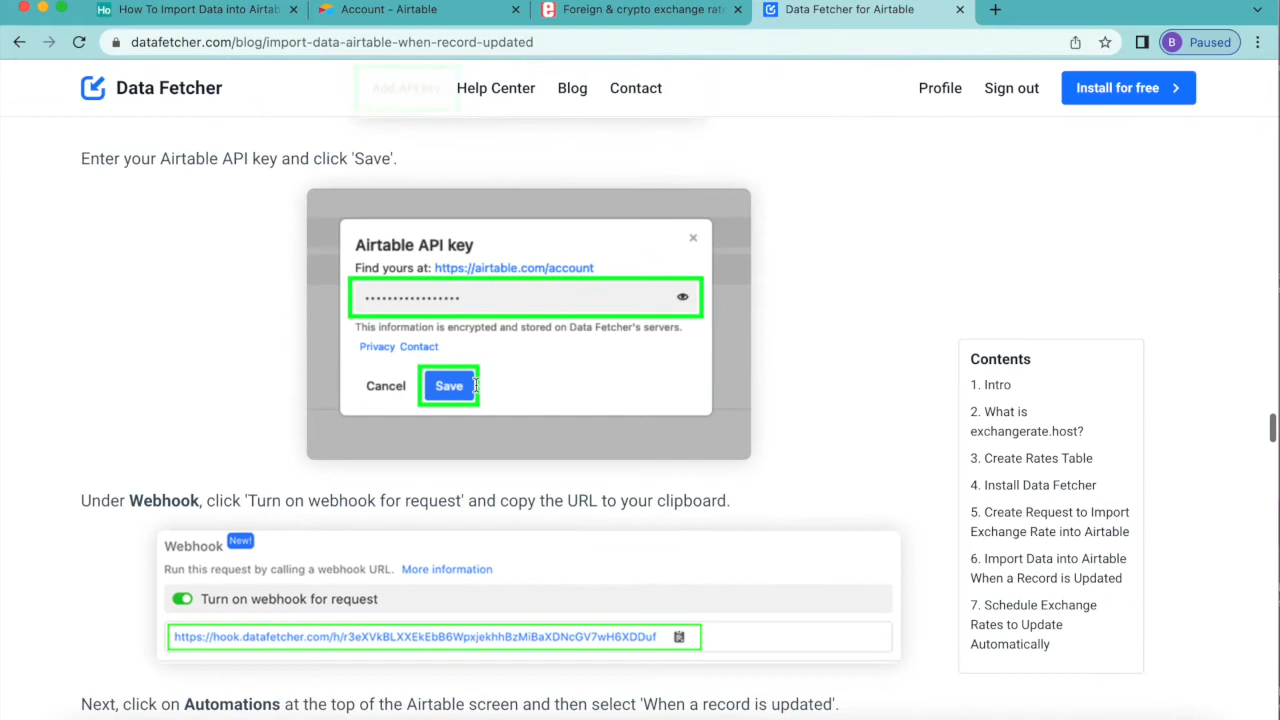 How To Import Data into Airtab
Account - Airtable
Foreign & crypto exchange rate
Data Fetcher for Airtable
datafetcher.com/blog/import-data-airtable-when-record-updated
B Paused
Data Fetcher
Add API key
Help Center
Blog
Contact
Profile
Sign out
Install for free
Enter your Airtable API key and click 'Save'.
Airtable API key
Find yours at: https://airtable.com/account
This information is encrypted and stored on Data Fetcher's servers.
Privacy Contact
Cancel
Save
Under Webhook, click 'Turn on webhook for request' and copy the URL to your clipboard.
Webhook New!
Run this request by calling a webhook URL. More information
Turn on webhook for request
https://hook.datafetcher.com/h/r3eXVkBLXXEkEbB6WpxjekhhBzMiBaXDNcGV7wH6XDDuf
Next, click on Automations at the top of the Airtable screen and then select 'When a record is updated'.
Contents
1. Intro
2. What is
exchangerate.host?
3. Create Rates Table
4. Install Data Fetcher
5. Create Request to Import
Exchange Rate into Airtable
6. Import Data into Airtable
When a Record is Updated
7. Schedule Exchange
Rates to Update
Automatically